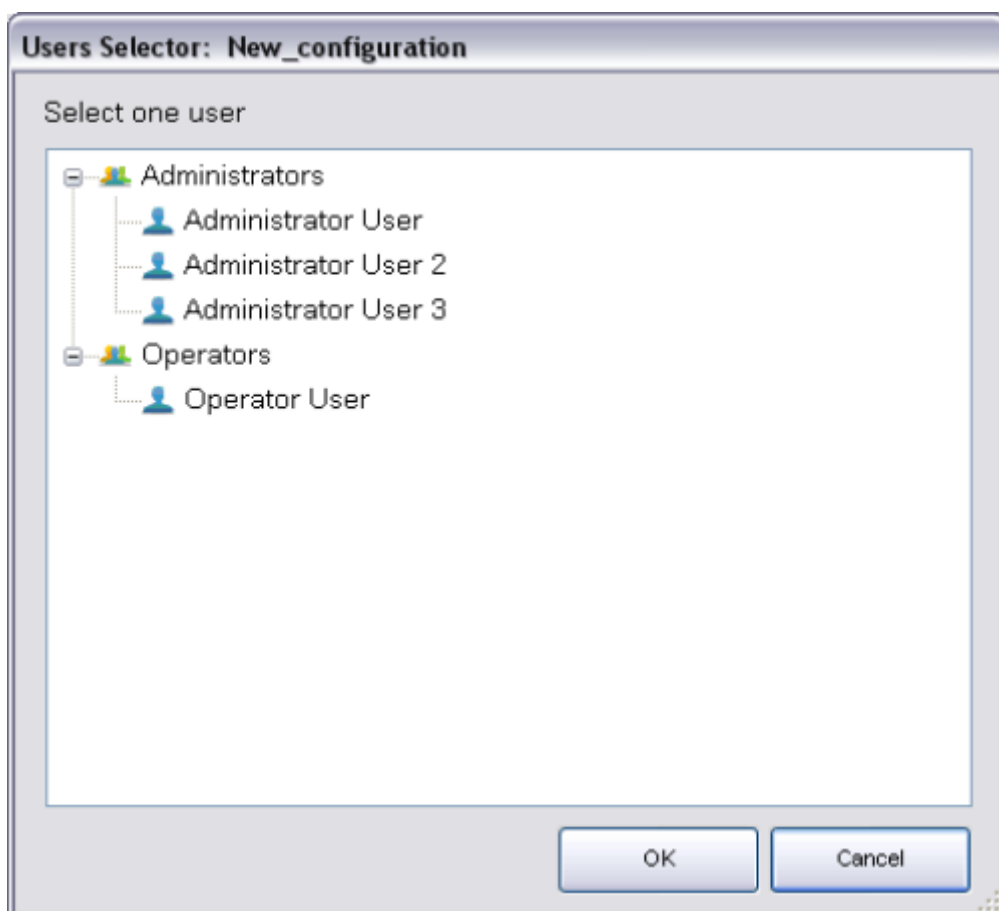 Users Selector: New_configuration
Select one user
Administrators
Administrator User
Administrator User 2
Administrator User 3
Operators
Operator User
OK
Cancel